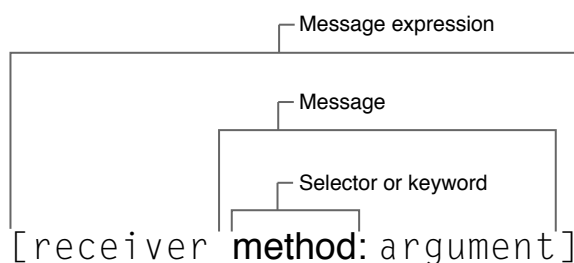 Message expression
Message
Selector or keyword
[receiver method: argument]